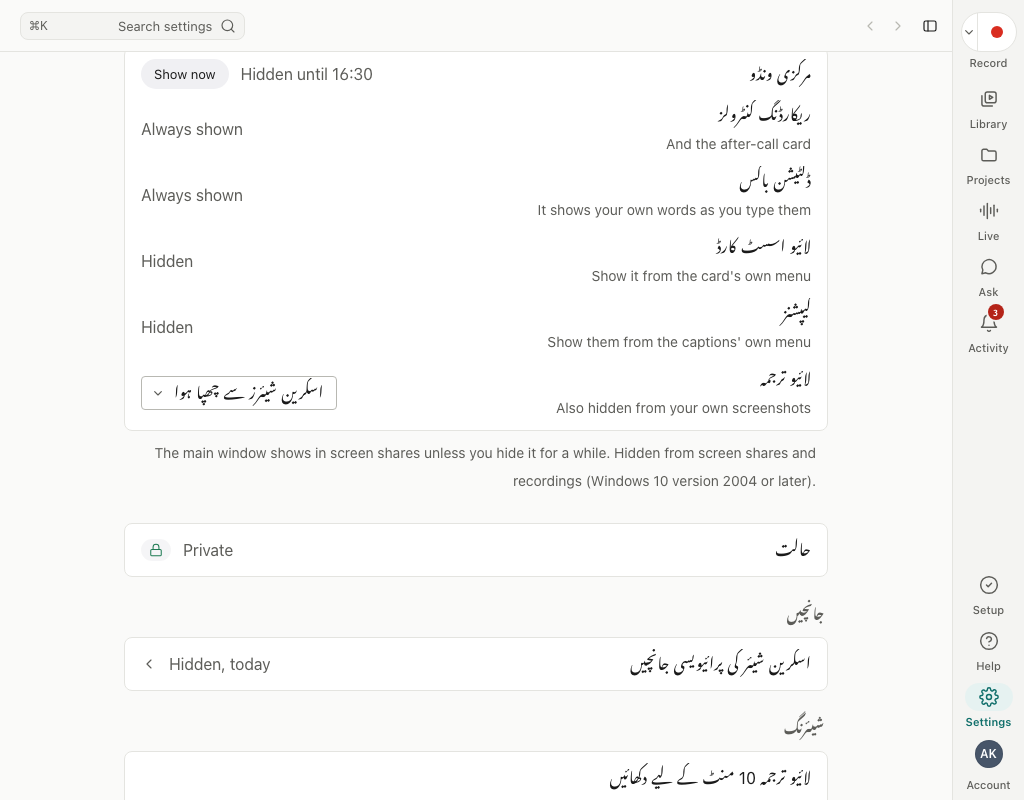 ⌘K Search settings
مرکزی ونڈو
Hidden until 16:30
Show now
ریکارڈنگ کنٹرولز
And the after-call card
Always shown
ڈکٹیشن باکس
It shows your own words as you type them
Always shown
لائیو اسسٹ کارڈ
Show it from the card's own menu
Hidden
کیپشنز
Show them from the captions' own menu
Hidden
لائیو ترجمہ
Also hidden from your own screenshots
اسکرین شیئرز سے چھپا ہوا
The main window shows in screen shares unless you hide it for a while. Hidden from screen shares and
recordings (Windows 10 version 2004 or later).
حالت
Private
جانچیں
اسکرین شیئر کی پرائیویسی جانچیں
Hidden, today
شیئرنگ
لائیو ترجمہ 10 منٹ کے لیے دکھائیں
Record
Library
Projects
Live
Ask
3
Activity
Setup
Help
Settings
AK
Account